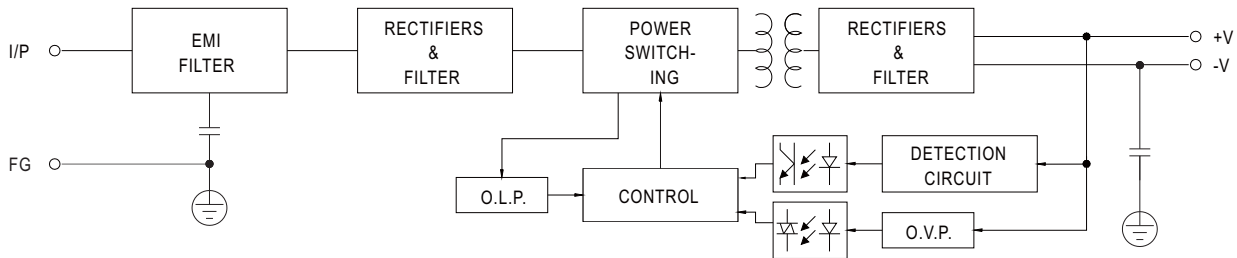 I/P
EMI
FILTER
RECTIFIERS
&
FILTER
POWER
SWITCH-
ING
RECTIFIERS
&
FILTER
+V
-V
FG
O.L.P.
CONTROL
DETECTION
CIRCUIT
O.V.P.